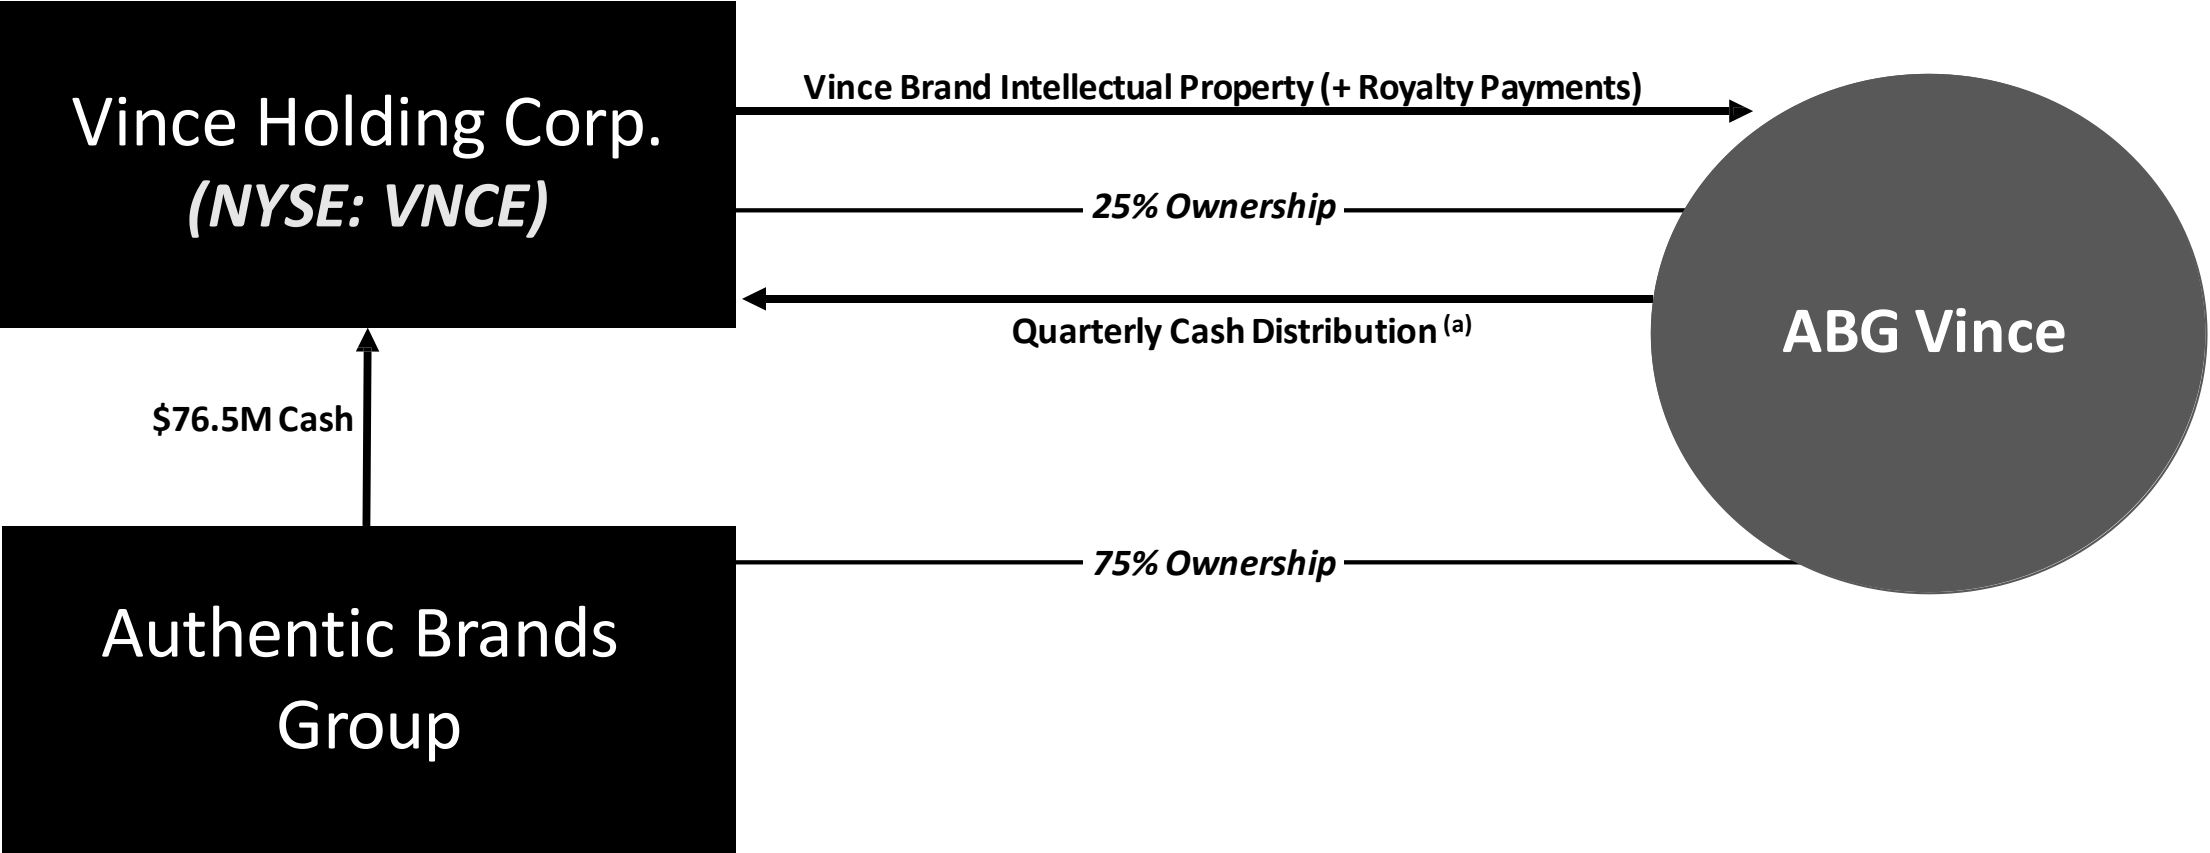 Vince Holding Corp.
(NYSE: VNCE)
Vince Brand Intellectual Property (+ Royalty Payments)
25% Ownership
Quarterly Cash Distribution (a)
ABG Vince
$76.5M Cash
75% Ownership
Authentic Brands
Group